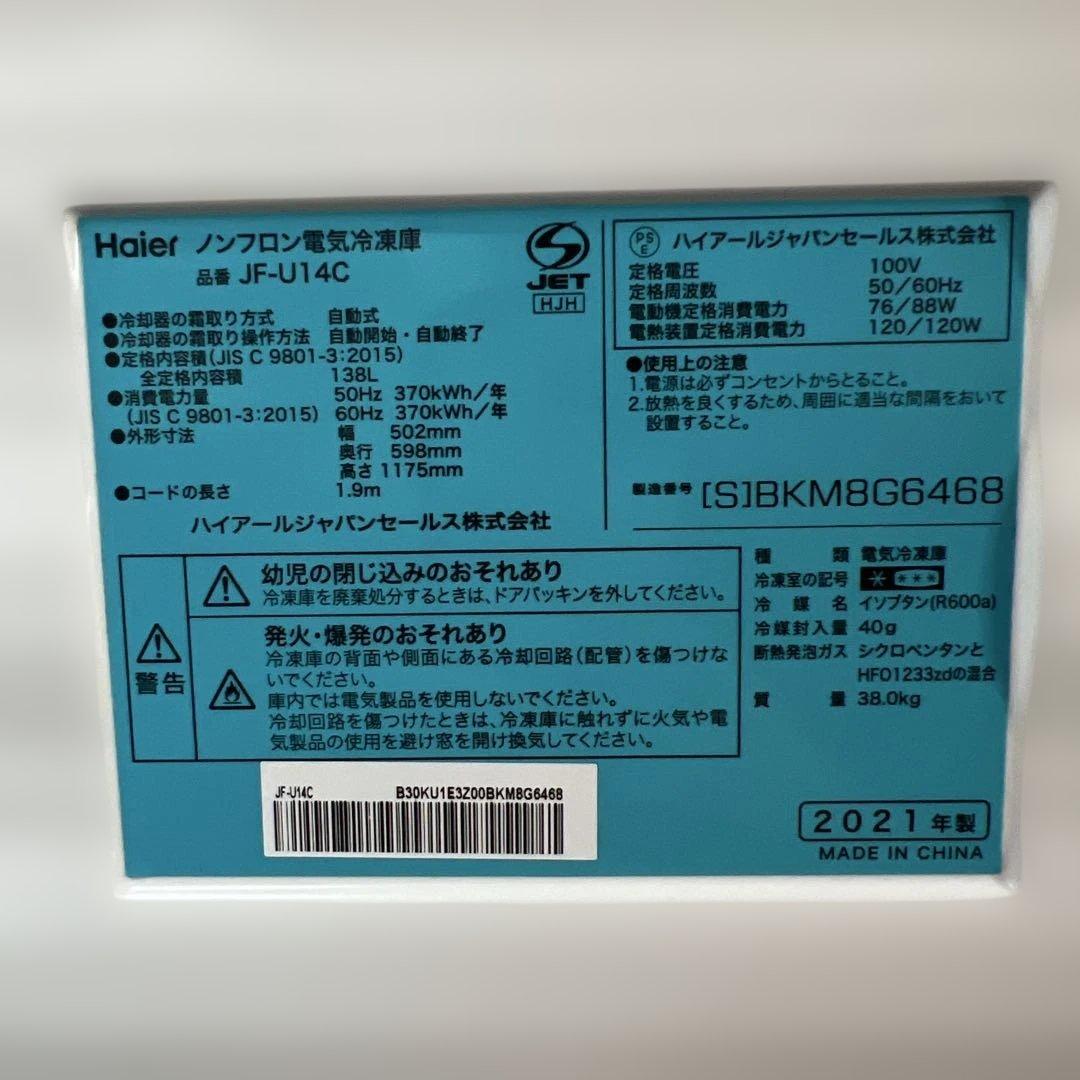 Haier ノンフロン電気冷凍庫
品番 JF-U14C
JET
HJH
●冷却器の霜取り方式 自動式
●冷却器の霜取り操作方法 自動開始・自動終了
●定格内容積(JIS C 9801-3:2015)
全定格内容積 138L
●消費電力量 50Hz 370kWh/年
(JIS C 9801-3:2015) 60Hz 370kWh/年
●外形寸法 幅 502mm
奥行 598mm
高さ 1175mm
●コードの長さ 1.9m
ハイアールジャパンセールス株式会社
PS
E
ハイアールジャパンセールス株式会社
定格電圧 100V
定格周波数 50/60Hz
電動機定格消費電力 76/88W
電熱装置定格消費電力 120/120W
●使用上の注意
1.電源は必ずコンセントからとること。
2.放熱を良くするため、周囲に適当な間隔をおいて
設置すること。
製造番号 [S]BKM8G6468
警告
幼児の閉じ込みのおそれあり
冷凍庫を廃棄処分するときは、ドアパッキンを外してください。
発火・爆発のおそれあり
冷凍庫の背面や側面にある冷却回路(配管)を傷つけな
いでください。
庫内では電気製品を使用しないでください。
冷却回路を傷つけたときは、冷凍庫に触れずに火気や電
気製品の使用を避け窓を開け換気してください。
種類 電気冷凍庫
冷凍室の記号 * ***
冷媒名 イソブタン(R600a)
冷媒封入量 40g
断熱発泡ガス シクロペンタンと
HFO1233zdの混合
質量 38.0kg
JF-U14C B30KU1E3Z00BKM8G6468
2021年製
MADE IN CHINA